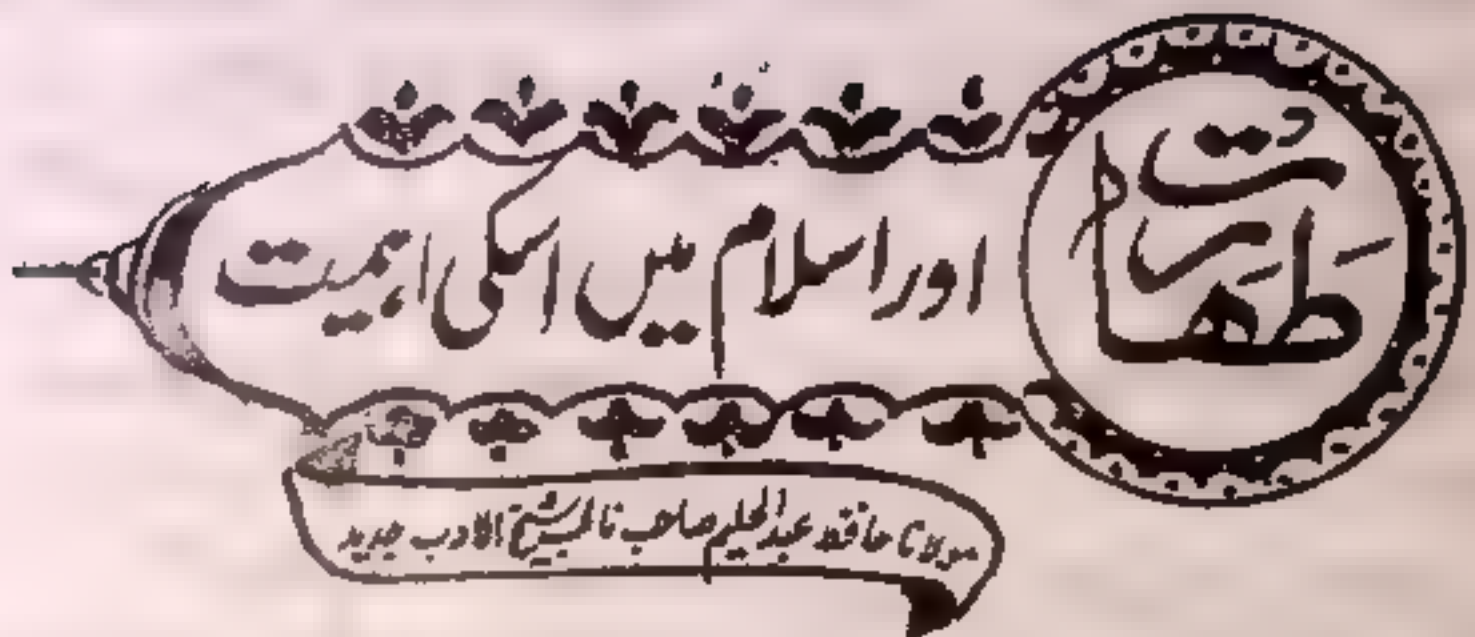 طہارت
اور اسلام میں اسکی اہمیت
مولانا حافظ عبدالحلیم صاحب نائب شیخ الادب جدید